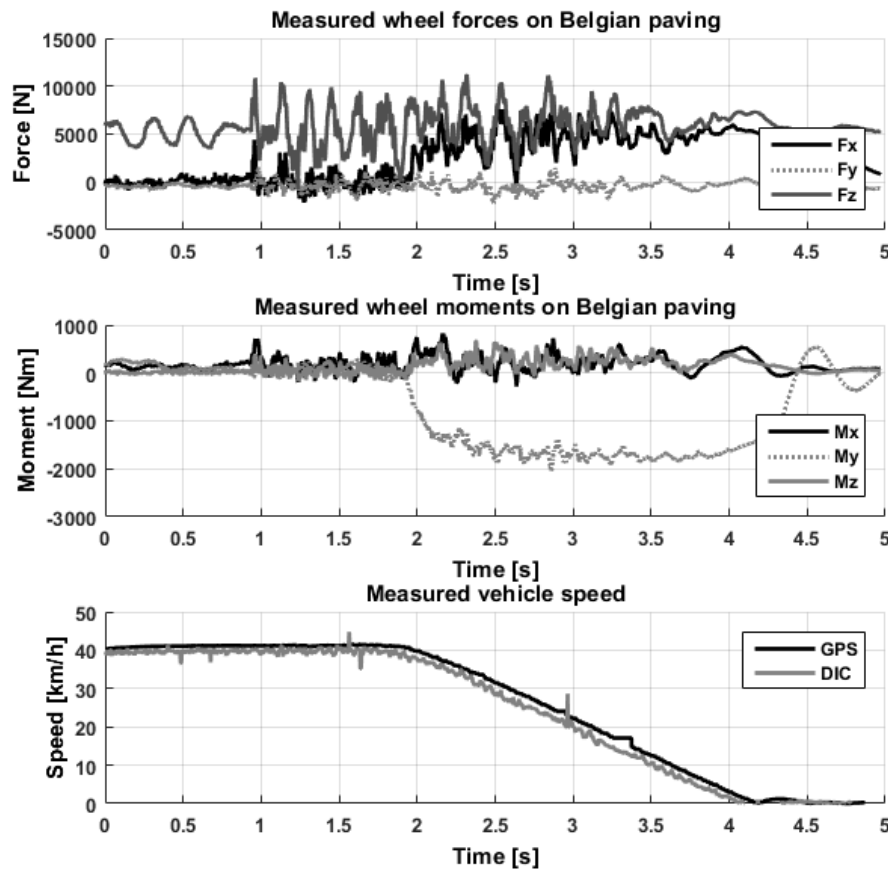 Measured wheel forces on Belgian paving
15000
10000
5000
0
-5000
Force [N]
Fx
Fy
Fz
0 0.5 1 1.5 2 2.5 3 3.5 4 4.5 5
Time [s]
Measured wheel moments on Belgian paving
1000
0
-1000
-2000
-3000
Moment [Nm]
Mx
My
Mz
0 0.5 1 1.5 2 2.5 3 3.5 4 4.5 5
Time [s]
Measured vehicle speed
50
40
30
20
10
0
Speed [km/h]
GPS
DIC
0 0.5 1 1.5 2 2.5 3 3.5 4 4.5 5
Time [s]